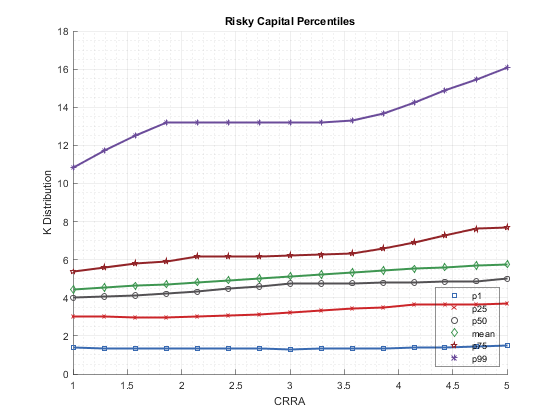 Risky Capital Percentiles
18
16
14
12
10
8
6
4
2
0
K Distribution
p1
p25
p50
mean
p75
p99
1 1.5 2 2.5 3 3.5 4 4.5 5
CRRA